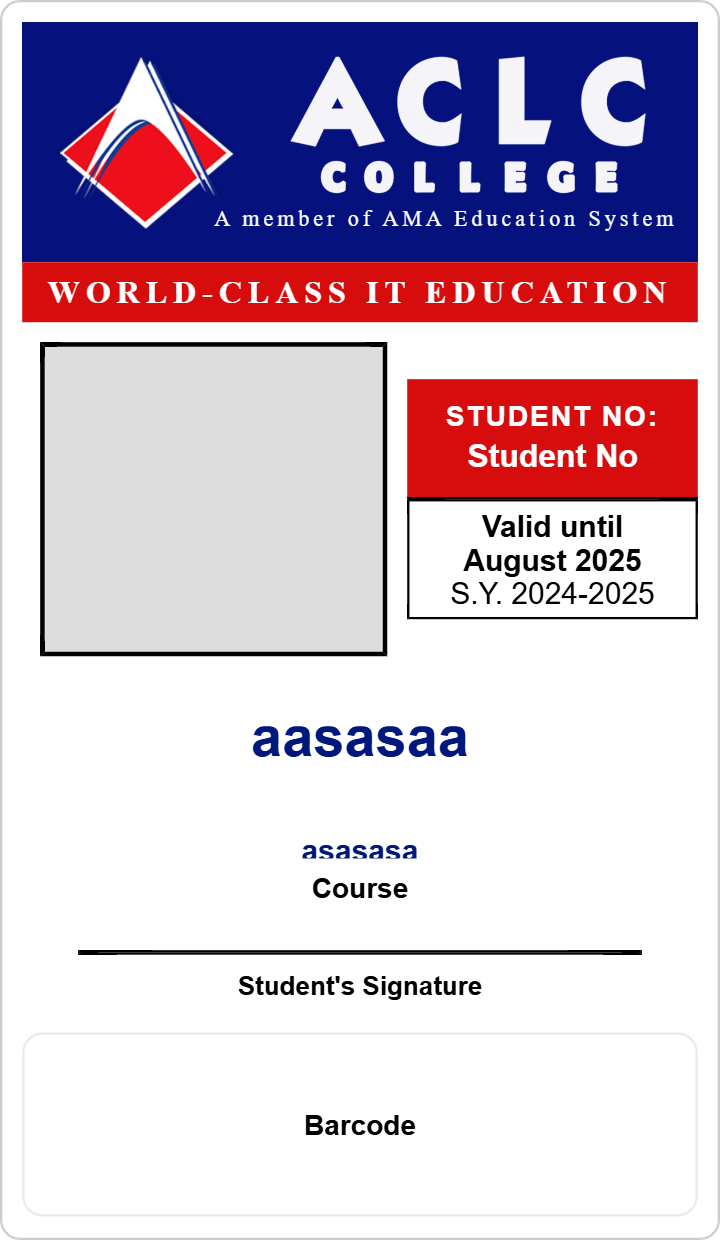 ACLC
COLLEGE
A member of AMA Education System
WORLD-CLASS IT EDUCATION
STUDENT NO:
Student No
Valid until
August 2025
S.Y. 2024-2025
aasasaa
asasasa
Course
Student's Signature
Barcode